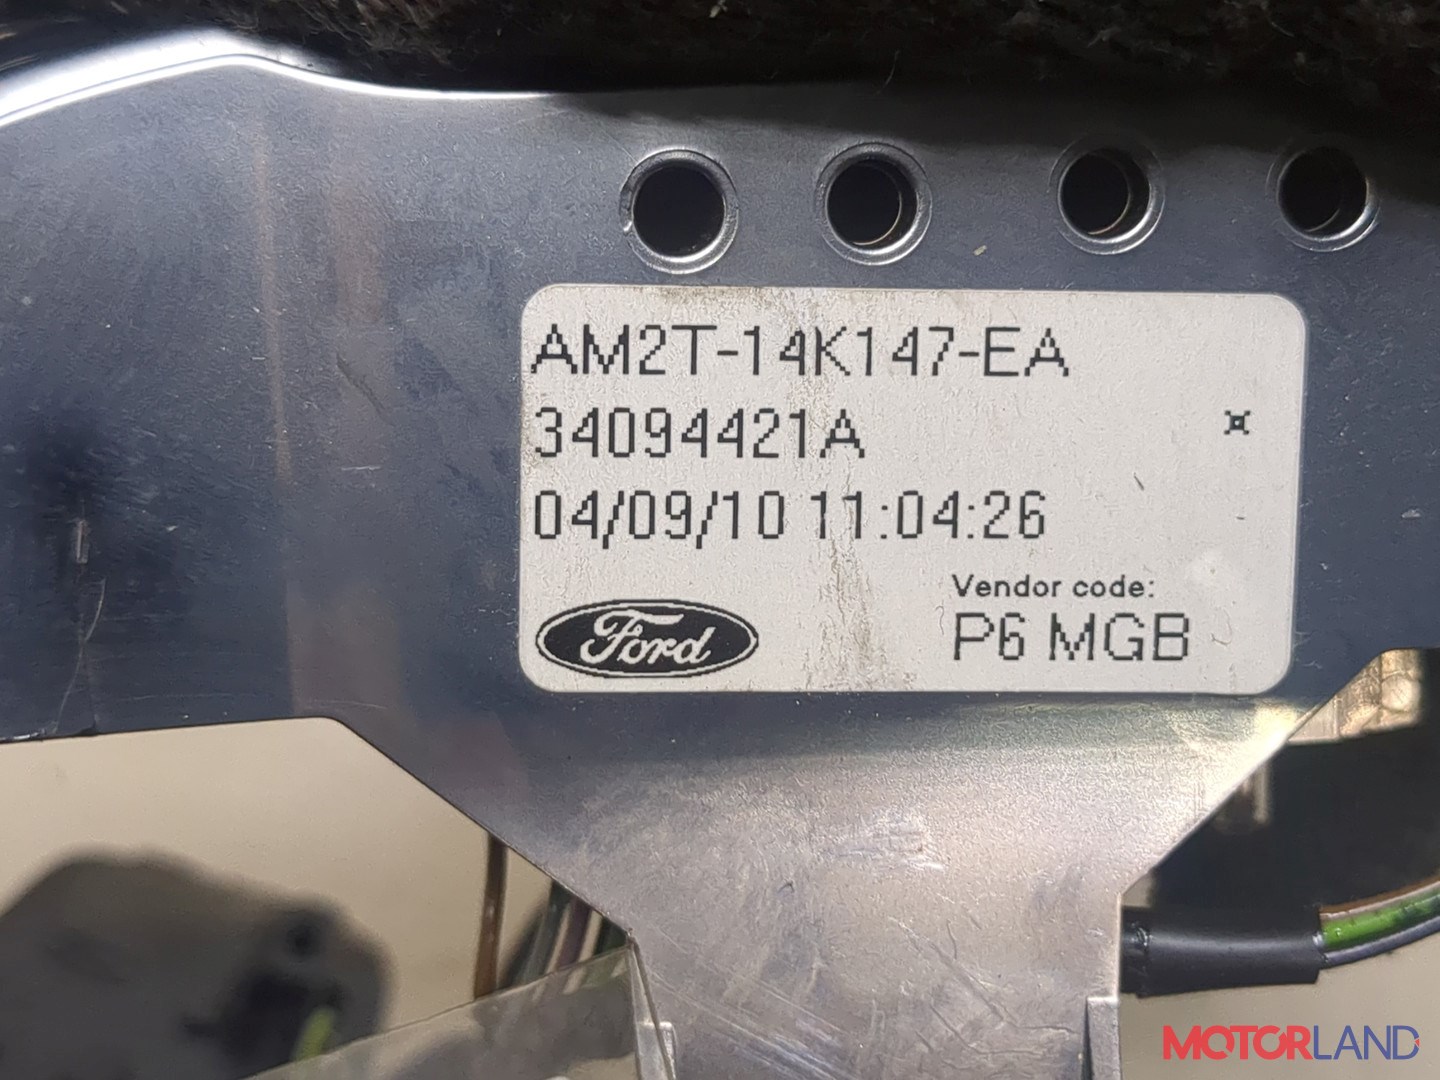 AM2T-14K147-EA
34094421A
04/09/10 11:04:26
Vendor code:
P6 MGB
Ford
MOTORLAND